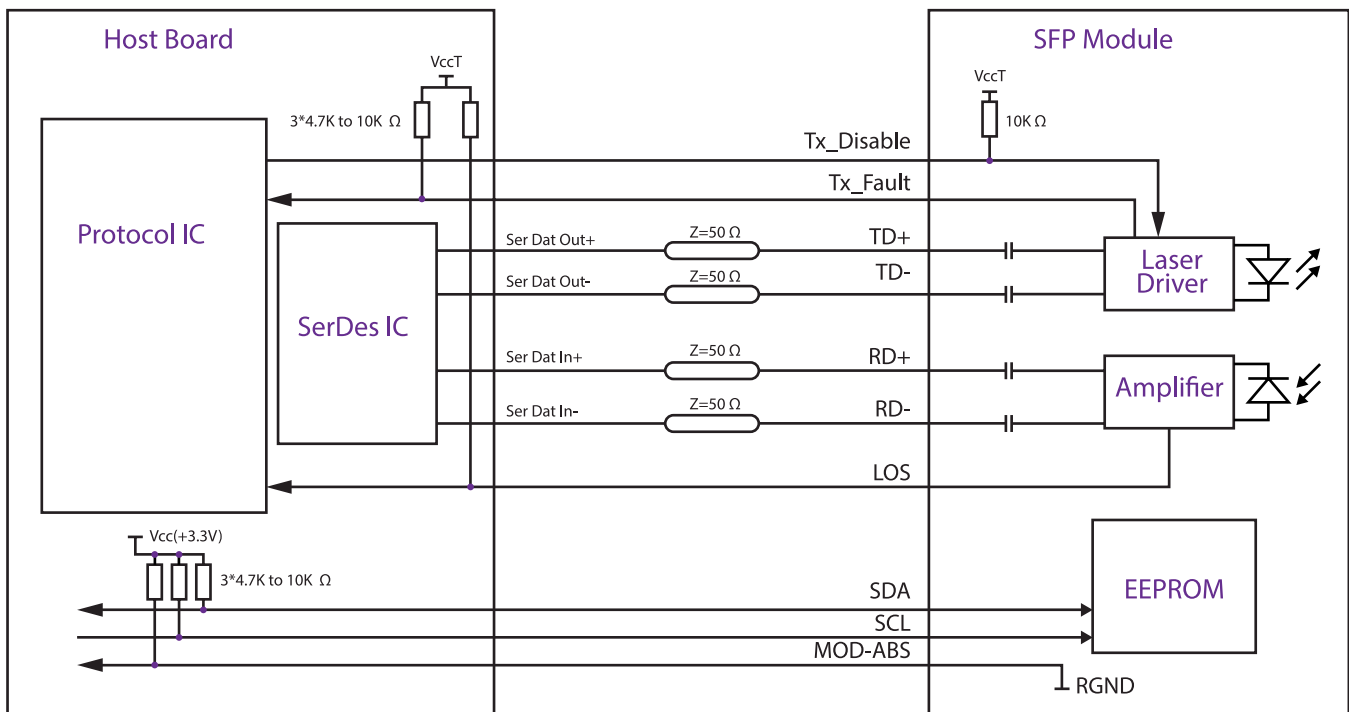 Host Board
SFP Module
VccT
VccT
3*4.7K to 10K Ω
10K Ω
Tx_Disable
Tx_Fault
Protocol IC
Ser Dat Out+
Z=50 Ω
TD+
Laser
Driver
Ser Dat Out-
Z=50 Ω
TD-
SerDes IC
Ser Dat In+
Z=50 Ω
RD+
Amplifier
Ser Dat In-
Z=50 Ω
RD-
LOS
Vcc(+3.3V)
3*4.7K to 10K Ω
SDA
EEPROM
SCL
MOD-ABS
RGND